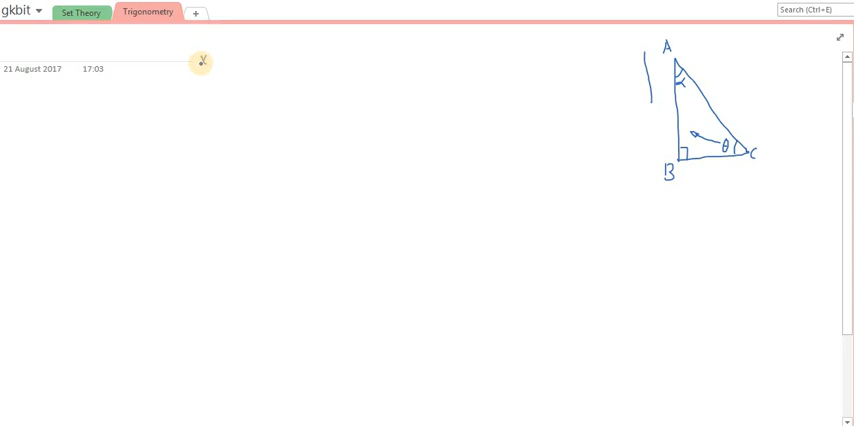 gkbit
Set Theory
Trigonometry
+
Search (Ctrl+E)
21 August 2017 17:03
A
α
θ
C
B